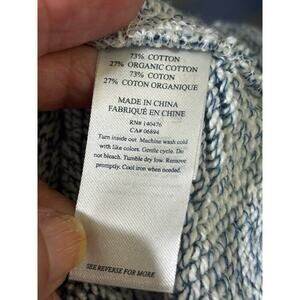 73% COTTON
27% ORGANIC COTTON
73% COTON
27% COTON ORGANIQUE
MADE IN CHINA
FABRIQUÉ EN CHINE
RN# 140476
CA# 06894
Turn inside out. Machine wash cold
with like colors. Gentle cycle. Do
not bleach. Tumble dry low. Remove
promptly. Cool iron when needed.
SEE REVERSE FOR MORE